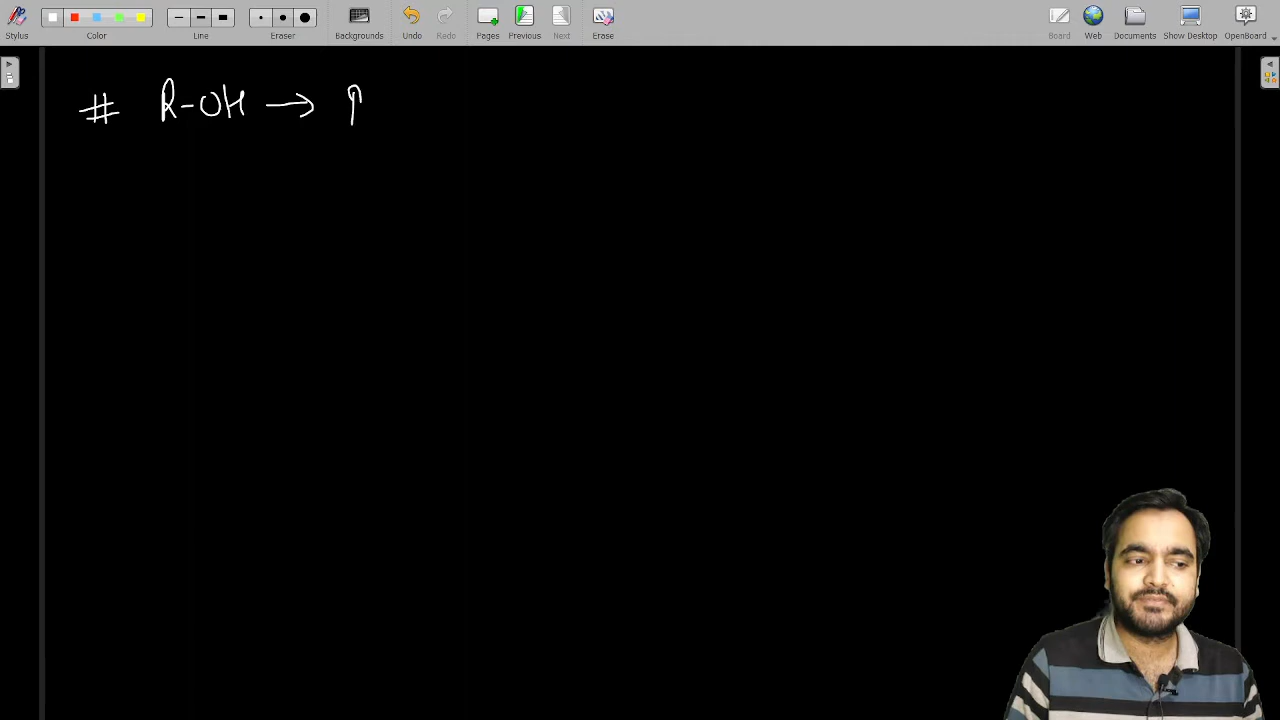 Stylus
Color
Line
Eraser
Backgrounds
Undo
Redo
Pages
Previous
Next
Erase
Board
Web
Documents
Show Desktop
OpenBoard
# R-OH →